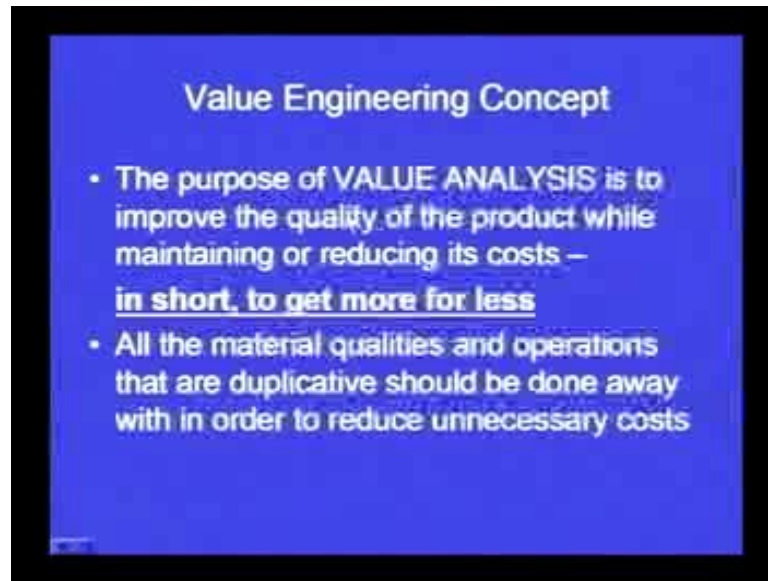 Value Engineering Concept
• The purpose of VALUE ANALYSIS is to
improve the quality of the product while
maintaining or reducing its costs –
in short, to get more for less
• All the material qualities and operations
that are duplicative should be done away
with in order to reduce unnecessary costs